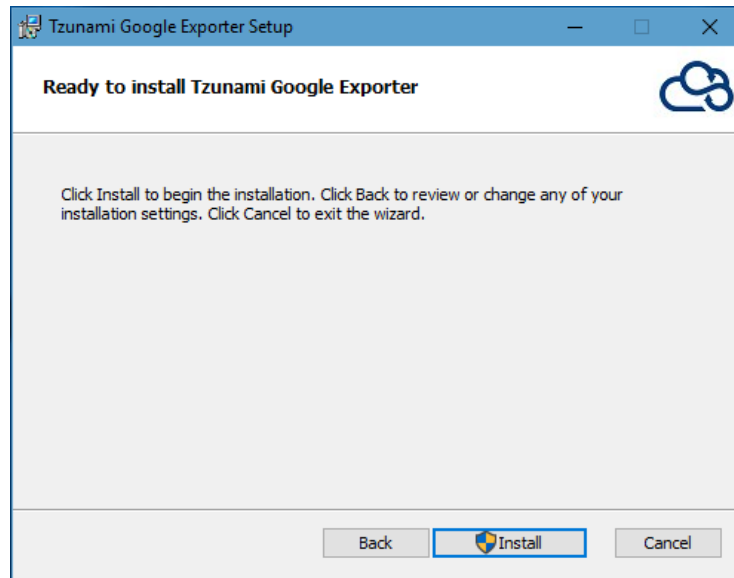 Tzunami Google Exporter Setup
Ready to install Tzunami Google Exporter
Click Install to begin the installation. Click Back to review or change any of your
installation settings. Click Cancel to exit the wizard.
Back Install Cancel